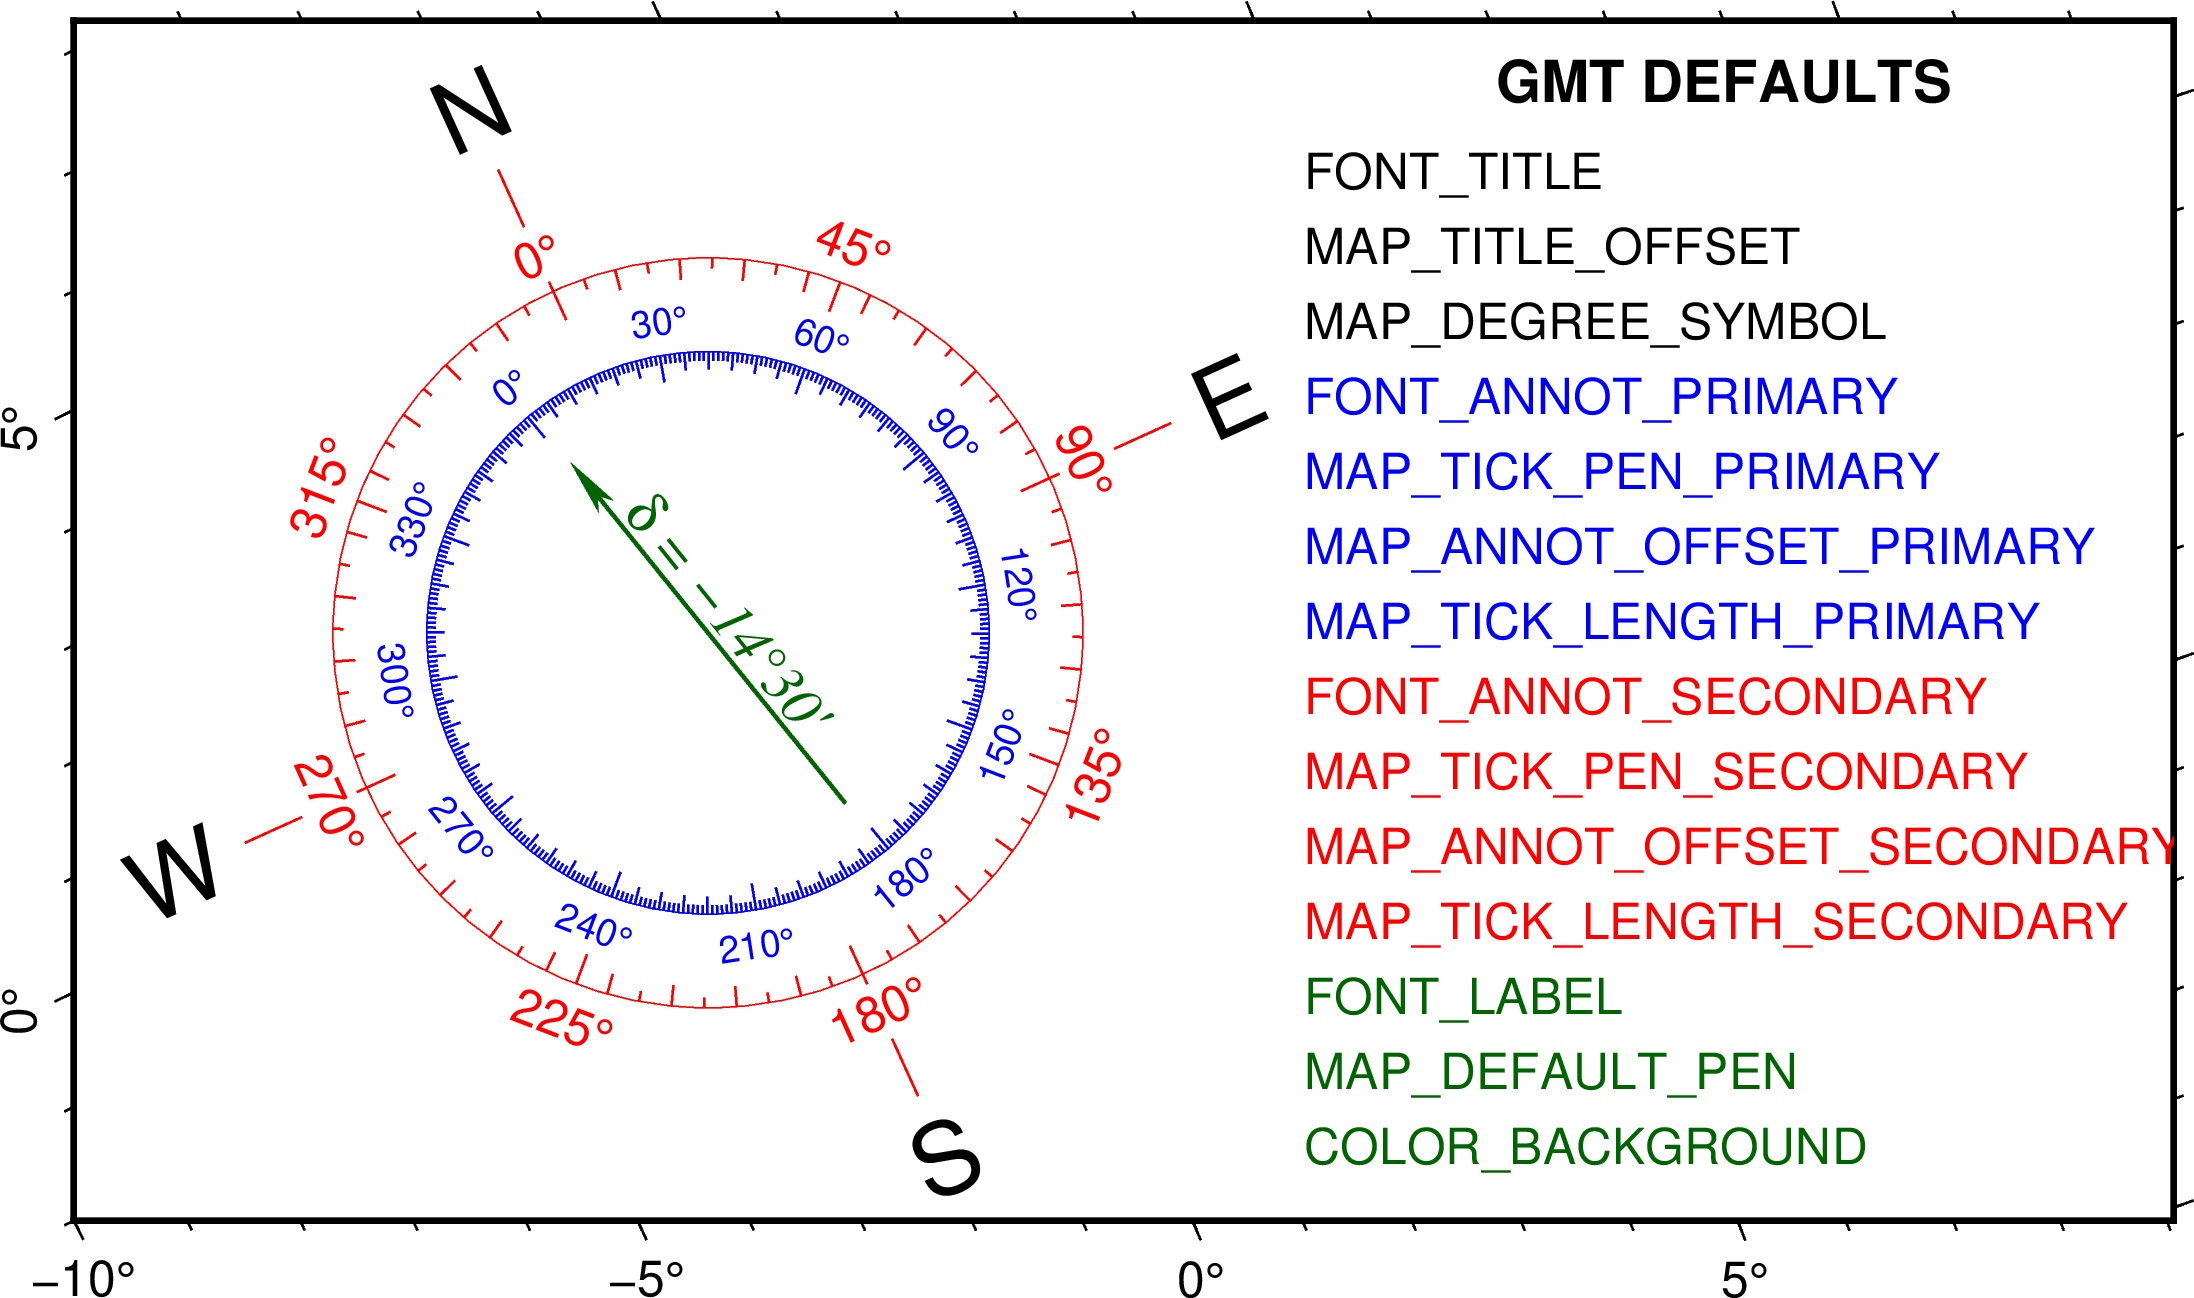 GMT DEFAULTS
FONT_TITLE
MAP_TITLE_OFFSET
MAP_DEGREE_SYMBOL
FONT_ANNOT_PRIMARY
MAP_TICK_PEN_PRIMARY
MAP_ANNOT_OFFSET_PRIMARY
MAP_TICK_LENGTH_PRIMARY
FONT_ANNOT_SECONDARY
MAP_TICK_PEN_SECONDARY
MAP_ANNOT_OFFSET_SECONDARY
MAP_TICK_LENGTH_SECONDARY
FONT_LABEL
MAP_DEFAULT_PEN
COLOR_BACKGROUND
N
E
S
W
0°
45°
90°
135°
180°
225°
270°
315°
0°
30°
60°
90°
120°
150°
180°
210°
240°
270°
300°
330°
δ = −14°30′
5°
0°
−10°
−5°
0°
5°